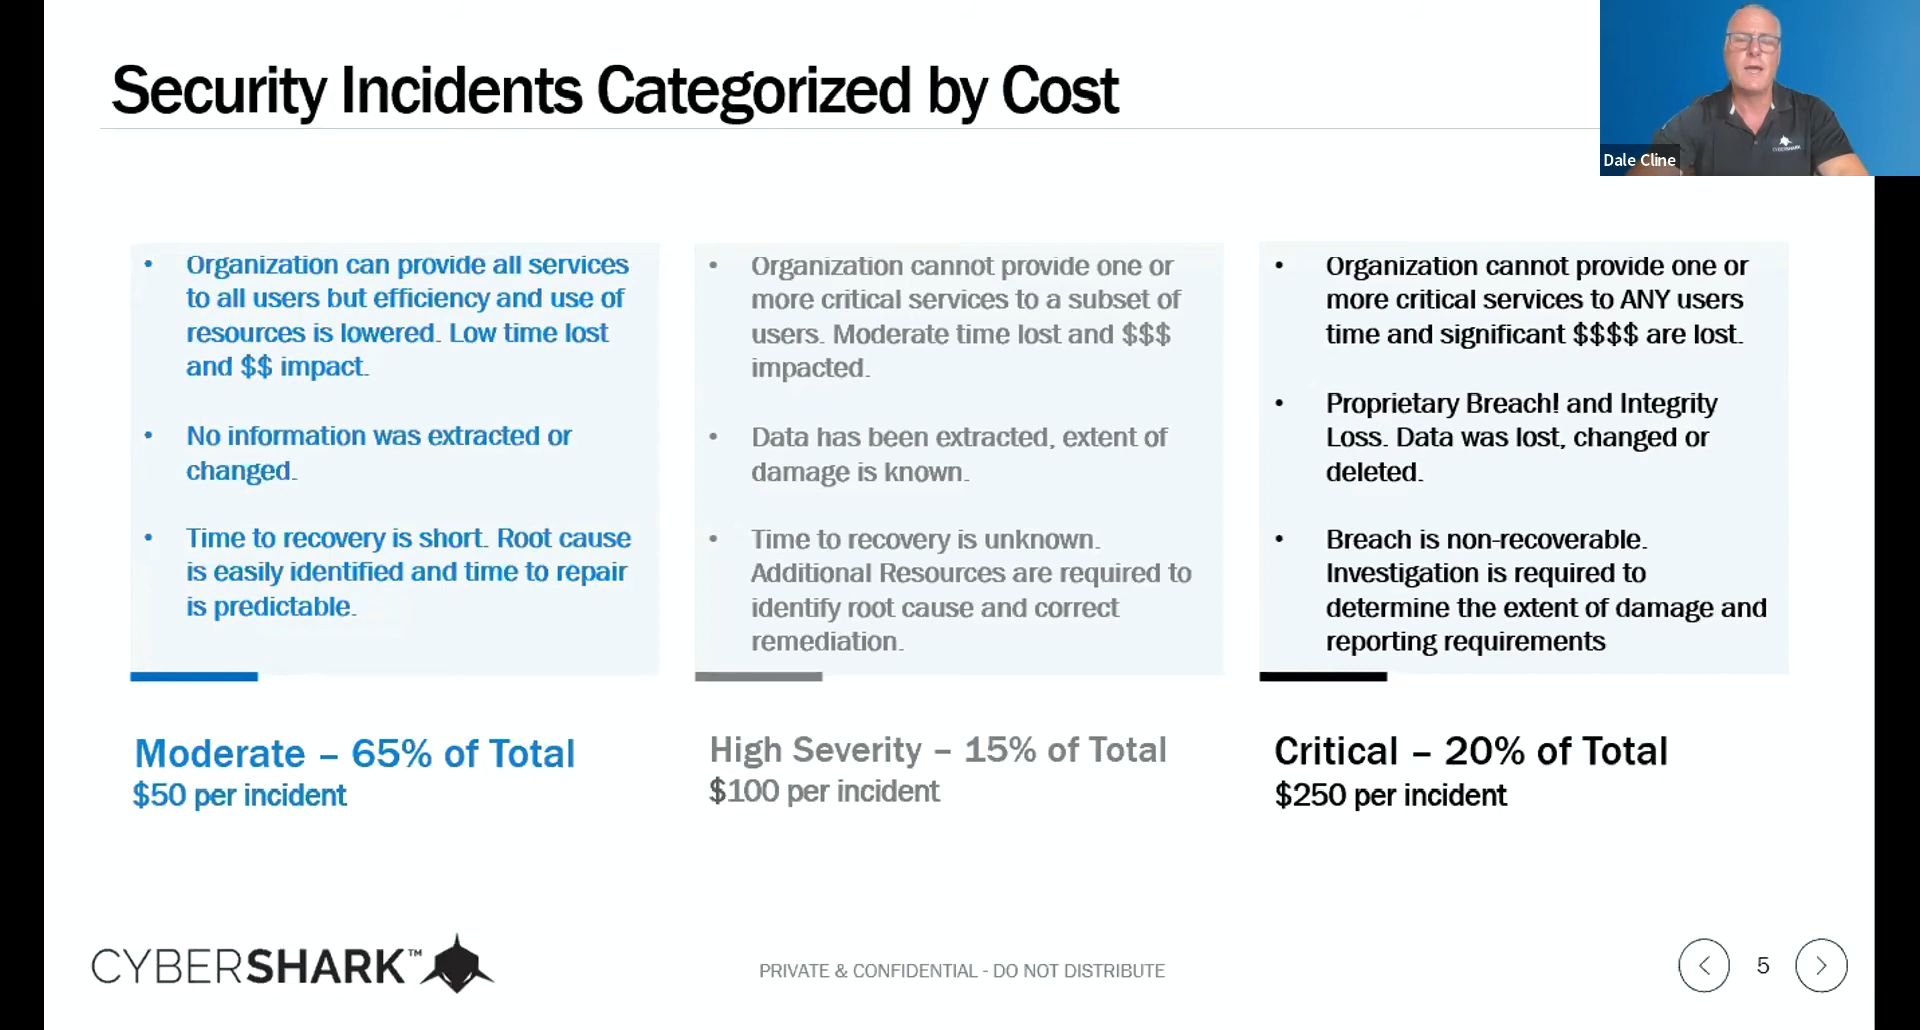 Security Incidents Categorized by Cost
Dale Cline
CYBERSHARK
• Organization can provide all services
to all users but efficiency and use of
resources is lowered. Low time lost
and $$ impact.
• No information was extracted or
changed.
• Time to recovery is short. Root cause
is easily identified and time to repair
is predictable.
Moderate – 65% of Total
$50 per incident
• Organization cannot provide one or
more critical services to a subset of
users. Moderate time lost and $$$
impacted.
• Data has been extracted, extent of
damage is known.
• Time to recovery is unknown.
Additional Resources are required to
identify root cause and correct
remediation.
High Severity – 15% of Total
$100 per incident
• Organization cannot provide one or
more critical services to ANY users
time and significant $$$$ are lost.
• Proprietary Breach! and Integrity
Loss. Data was lost, changed or
deleted.
• Breach is non-recoverable.
Investigation is required to
determine the extent of damage and
reporting requirements
Critical – 20% of Total
$250 per incident
CYBERSHARK™
PRIVATE & CONFIDENTIAL - DO NOT DISTRIBUTE
5